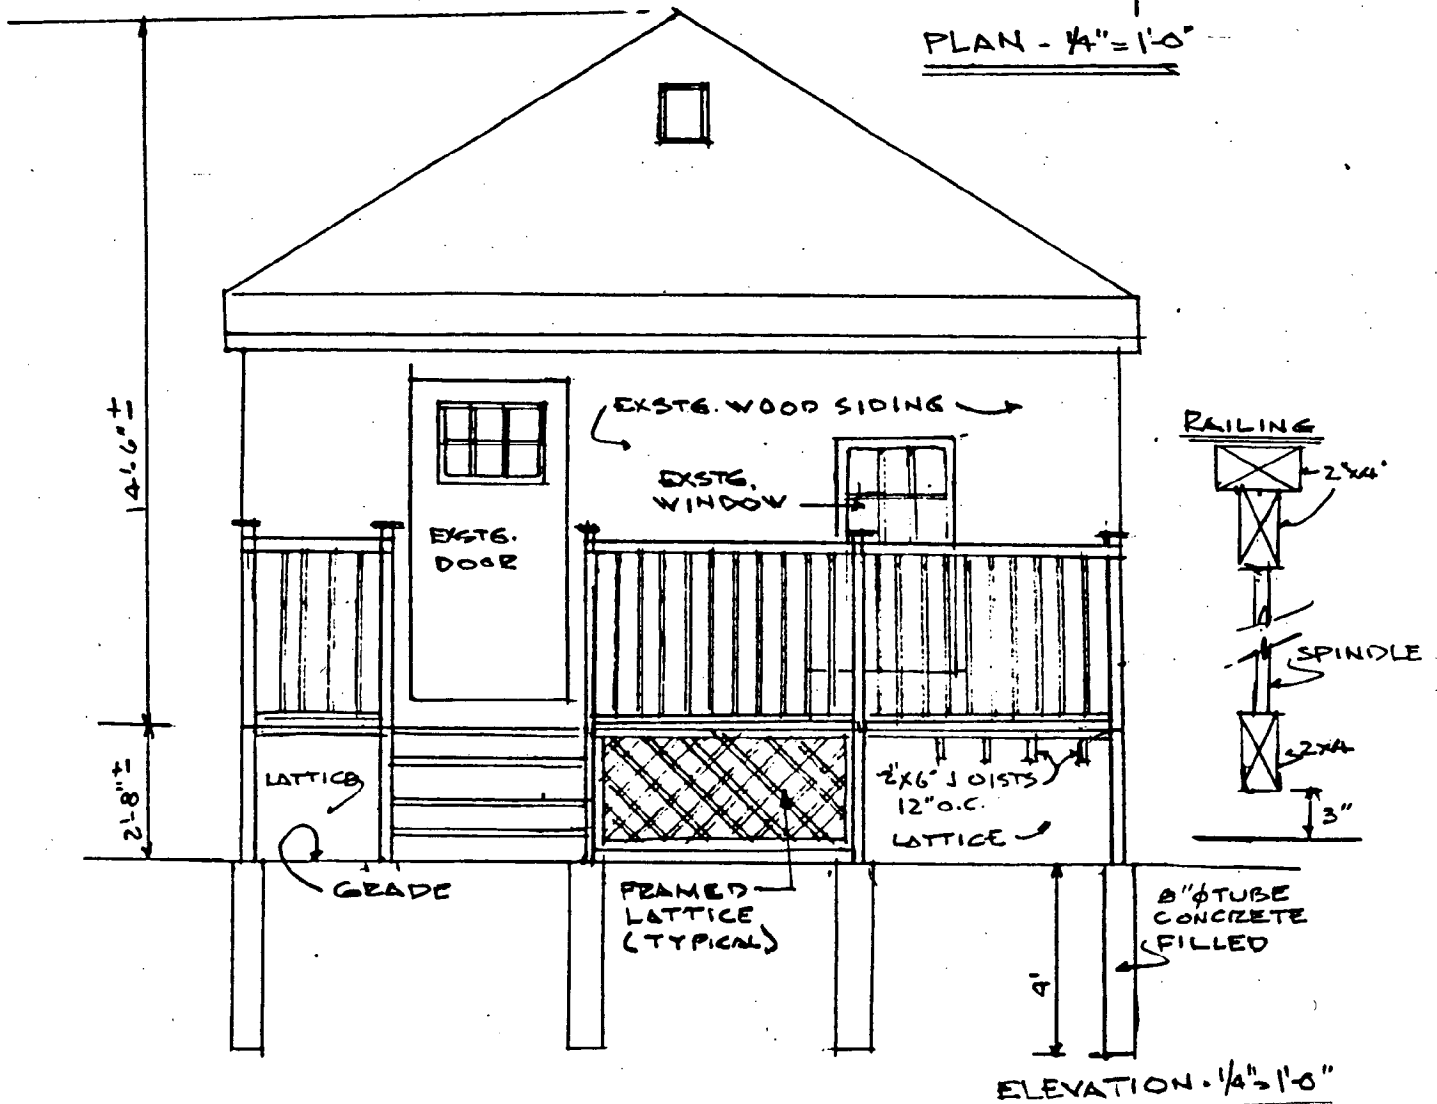 PLAN - 1/4" = 1'-0"
14'-6" ±
EXSTG. WOOD SIDING
RAILING
2"x4"
EXSTG.
WINDOW
EXSTG.
DOOR
SPINDLE
2x4
3"
2'-8" ±
LATTICE
2"x6" JOISTS
12" O.C.
LATTICE
GRADE
FRAMED
LATTICE
(TYPICAL)
8" Ø TUBE
CONCRETE
FILLED
4'
ELEVATION - 1/4" = 1'-0"